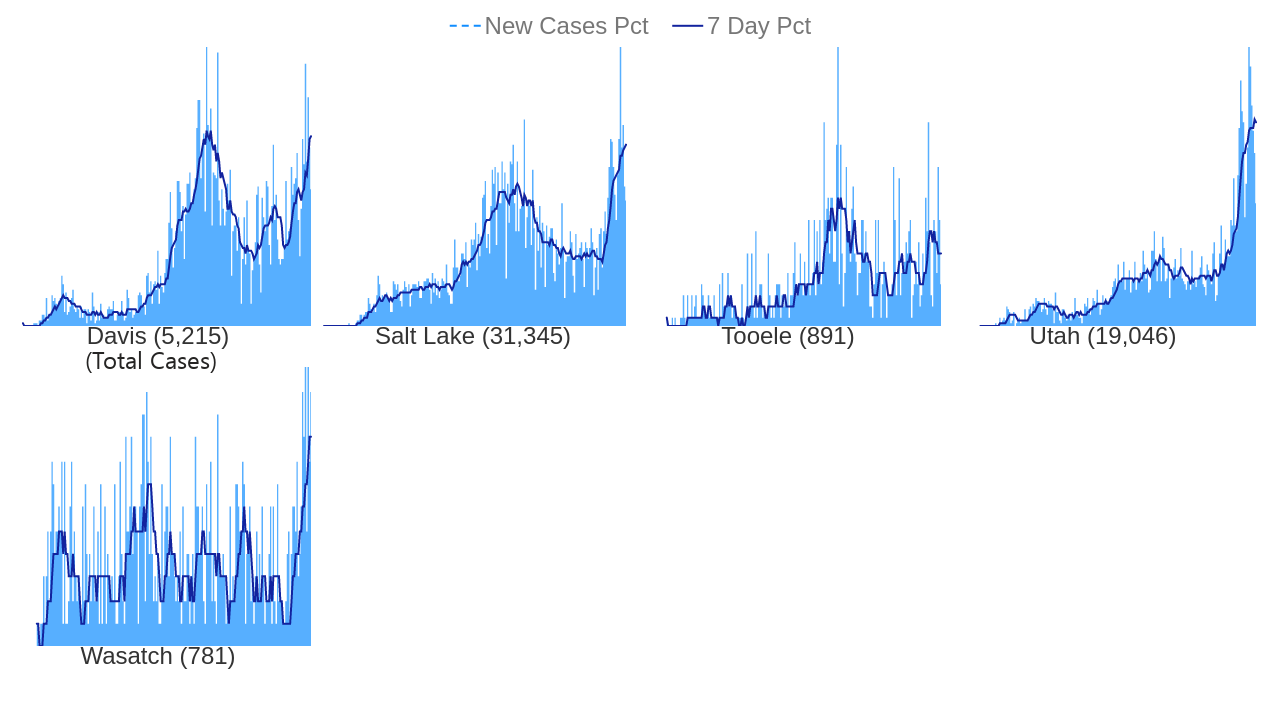 New Cases Pct 7 Day Pct
Davis (5,215) Salt Lake (31,345) Tooele (891) Utah (19,046)
(Total Cases)
Wasatch (781)